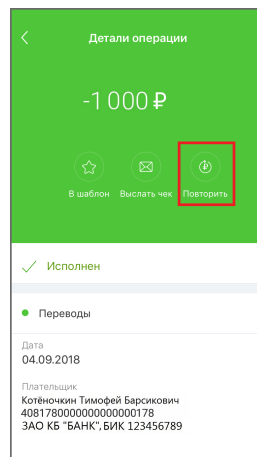 Детали операции
-1 000 ₽
В шаблон Выслать чек Повторить
Исполнен
Переводы
Дата
04.09.2018
Плательщик
Котёночкин Тимофей Барсикович
4081780000000000000178
ЗАО КБ "БАНК", БИК 123456789